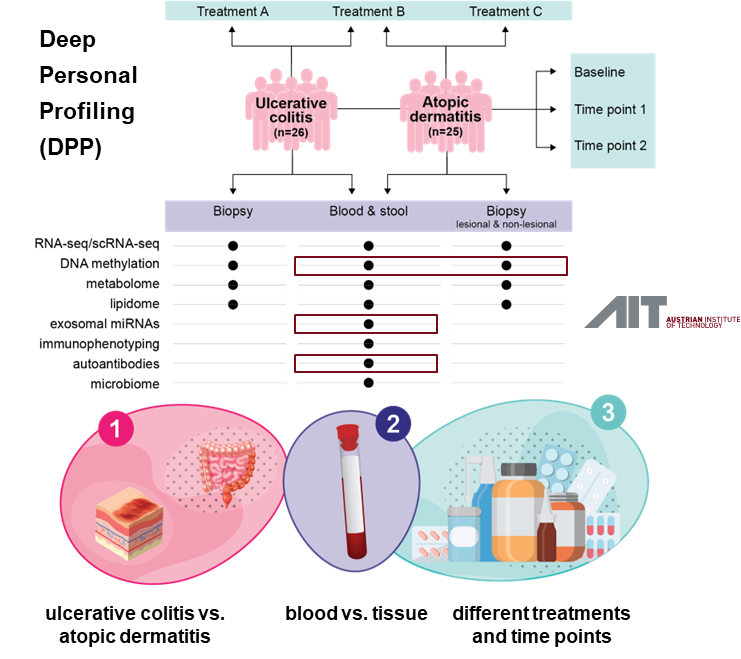 Deep
Personal
Profiling
(DPP)
Treatment A
Treatment B
Treatment C
Ulcerative
colitis
(n=26)
Atopic
dermatitis
(n=25)
Baseline
Time point 1
Time point 2
Biopsy
Blood & stool
Biopsy
lesional & non-lesional
RNA-seq/scRNA-seq
DNA methylation
metabolome
lipidome
exosomal miRNAs
immunophenotyping
autoantibodies
microbiome
AIT
AUSTRIAN INSTITUTE
OF TECHNOLOGY
1
2
3
ulcerative colitis vs.
atopic dermatitis
blood vs. tissue
different treatments
and time points